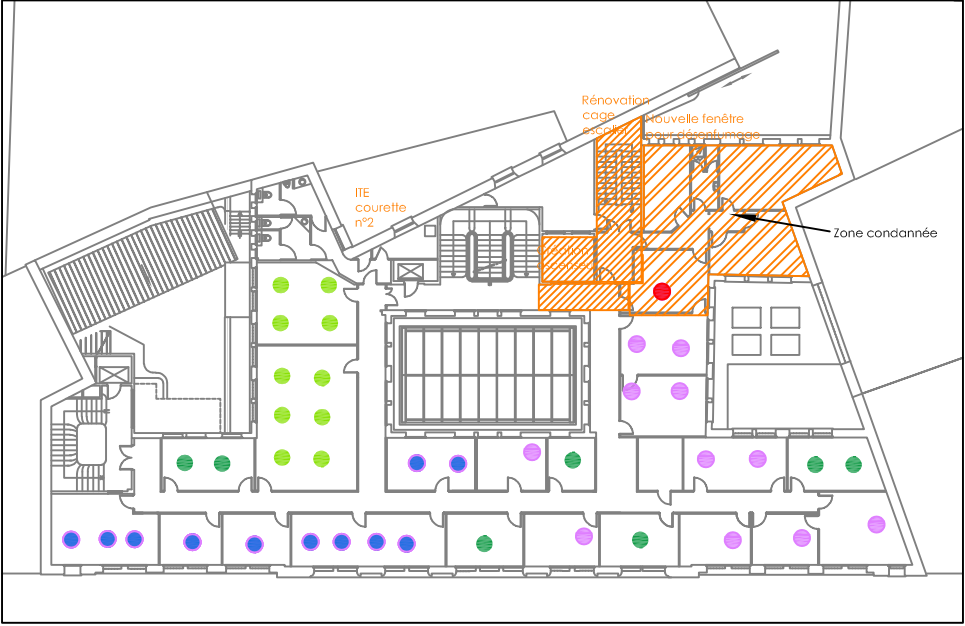 Rénovation
cage
escalier
Nouvelle fenêtre
pour désenfumage
ITE
courette
n°2
Zone condannée